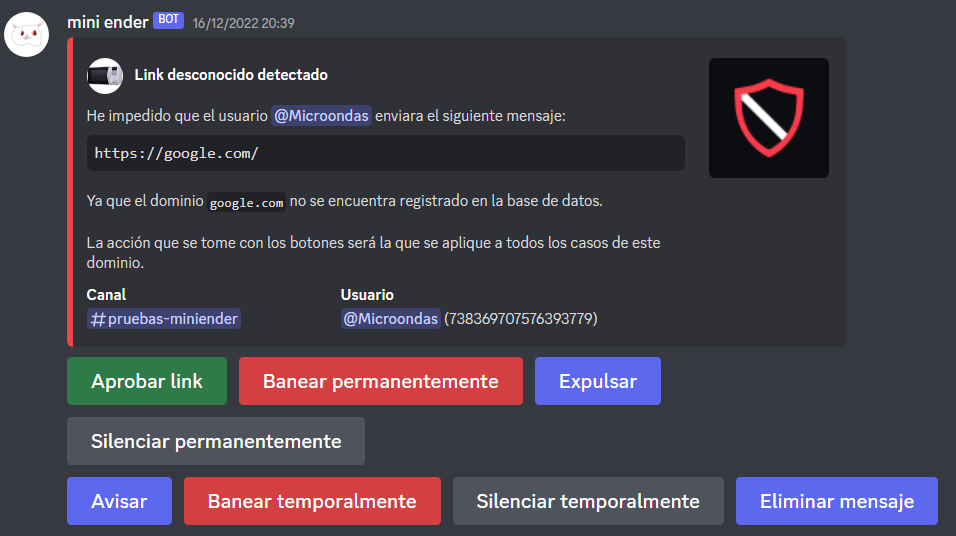 mini ender BOT 16/12/2022 20:39
Link desconocido detectado
He impedido que el usuario @Microondas enviara el siguiente mensaje:
https://google.com/
Ya que el dominio google.com no se encuentra registrado en la base de datos.
La acción que se tome con los botones será la que se aplique a todos los casos de este
dominio.
Canal Usuario
#pruebas-miniender @Microondas (738369707576393779)
Aprobar link Banear permanentemente Expulsar
Silenciar permanentemente
Avisar Banear temporalmente Silenciar temporalmente Eliminar mensaje